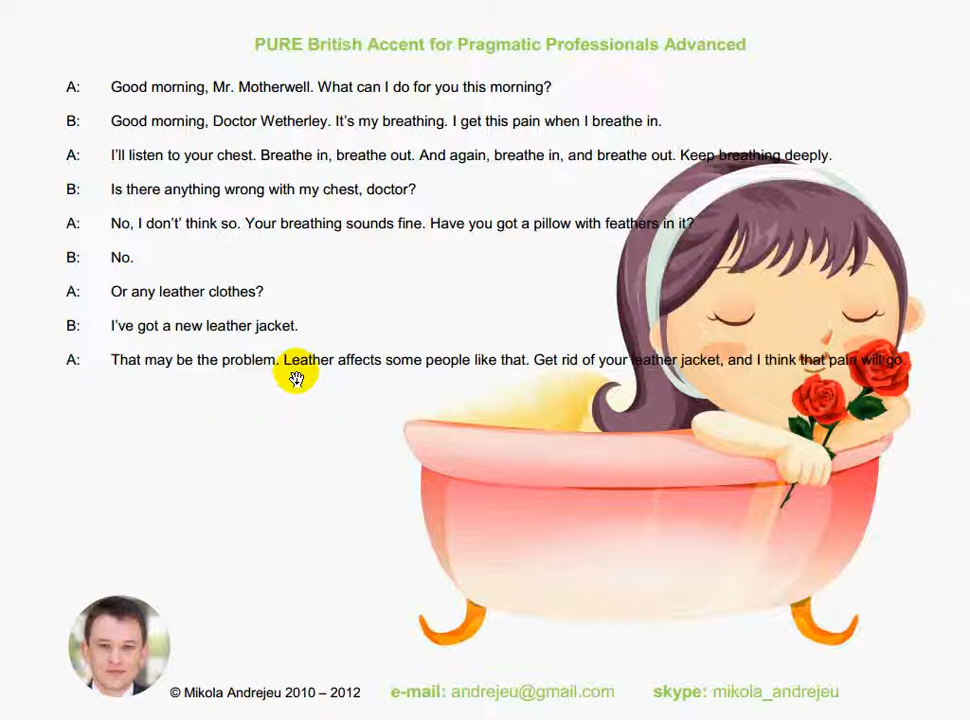 PURE British Accent for Pragmatic Professionals Advanced
A: Good morning, Mr. Motherwell. What can I do for you this morning?
B: Good morning, Doctor Wetherley. It’s my breathing. I get this pain when I breathe in.
A: I’ll listen to your chest. Breathe in, breathe out. And again, breathe in, and breathe out. Keep breathing deeply.
B: Is there anything wrong with my chest, doctor?
A: No, I don’t’ think so. Your breathing sounds fine. Have you got a pillow with feathers in it?
B: No.
A: Or any leather clothes?
B: I’ve got a new leather jacket.
A: That may be the problem. Leather affects some people like that. Get rid of your leather jacket, and I think that pain will go.
© Mikola Andrejeu 2010 – 2012 e-mail: andrejeu@gmail.com skype: mikola_andrejeu